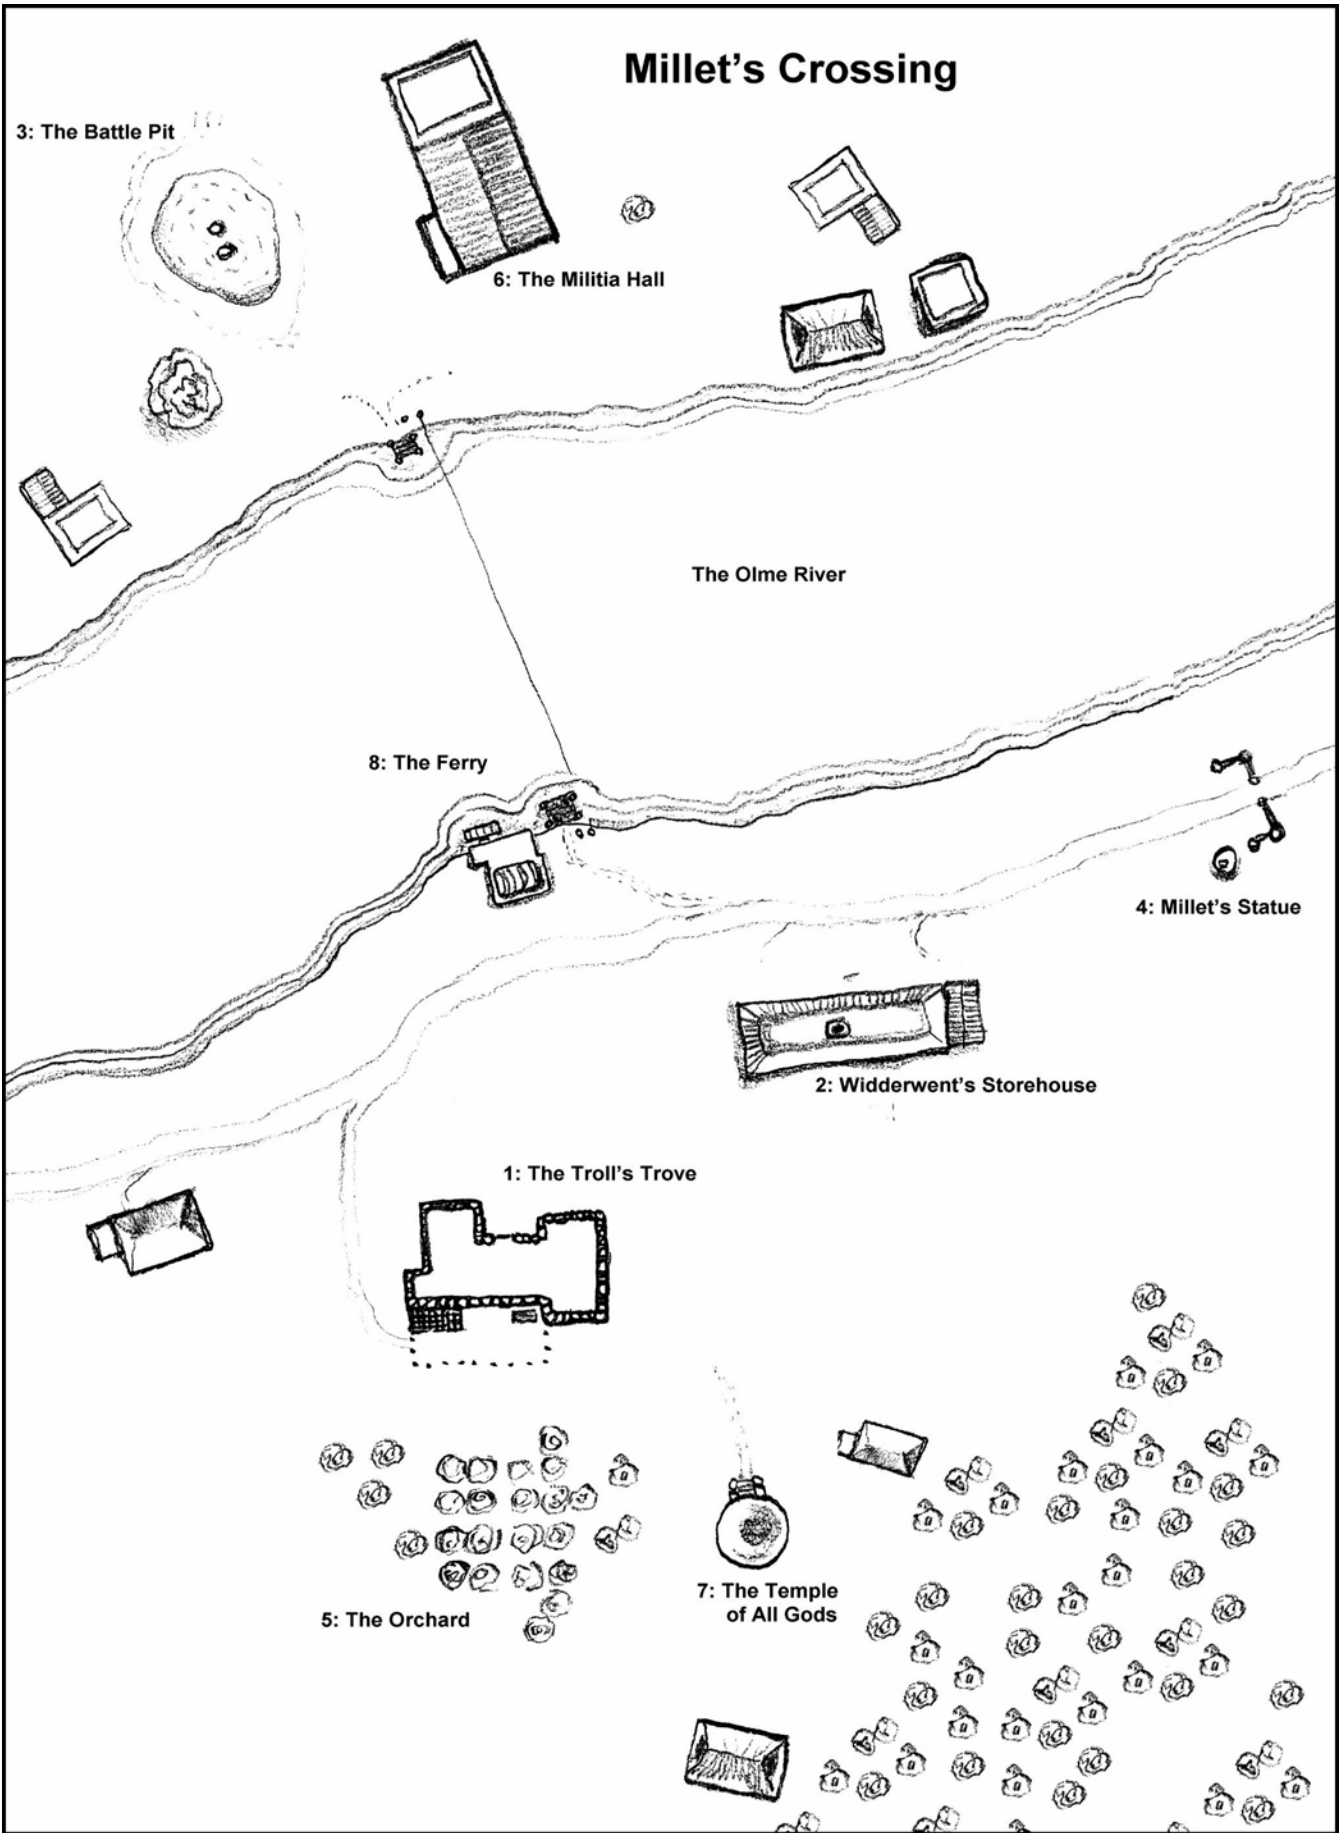 Millet's Crossing
3: The Battle Pit
6: The Militia Hall
The Olme River
8: The Ferry
4: Millet's Statue
2: Widderwent's Storehouse
1: The Troll's Trove
7: The Temple
of All Gods
5: The Orchard